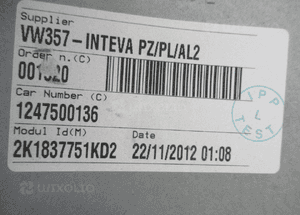 Supplier
VW357-INTEVA PZ/PL/AL2
Order n.(C)
Car Number (C)
1247500136
Modul Id(M) Date
2K1837751KD2 22/11/2012 01:08
IPP
L
TEST